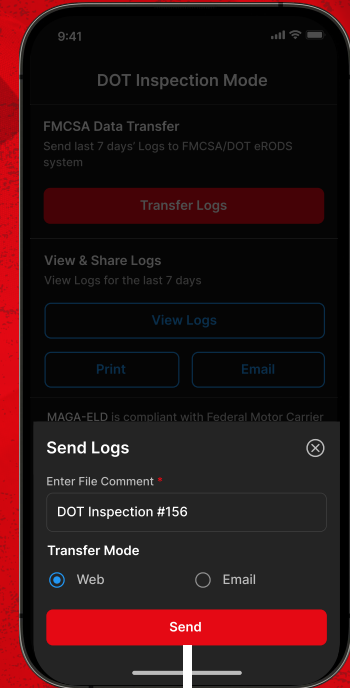 9:41
DOT Inspection Mode
FMCSA Data Transfer
Send last 7 days' Logs to FMCSA/DOT eRODS
system
Transfer Logs
View & Share Logs
View Logs for the last 7 days
View Logs
Print
Email
MAGA-ELD is compliant with Federal Motor Carrier
Send Logs
Enter File Comment *
DOT Inspection #156
Transfer Mode
Web
Email
Send